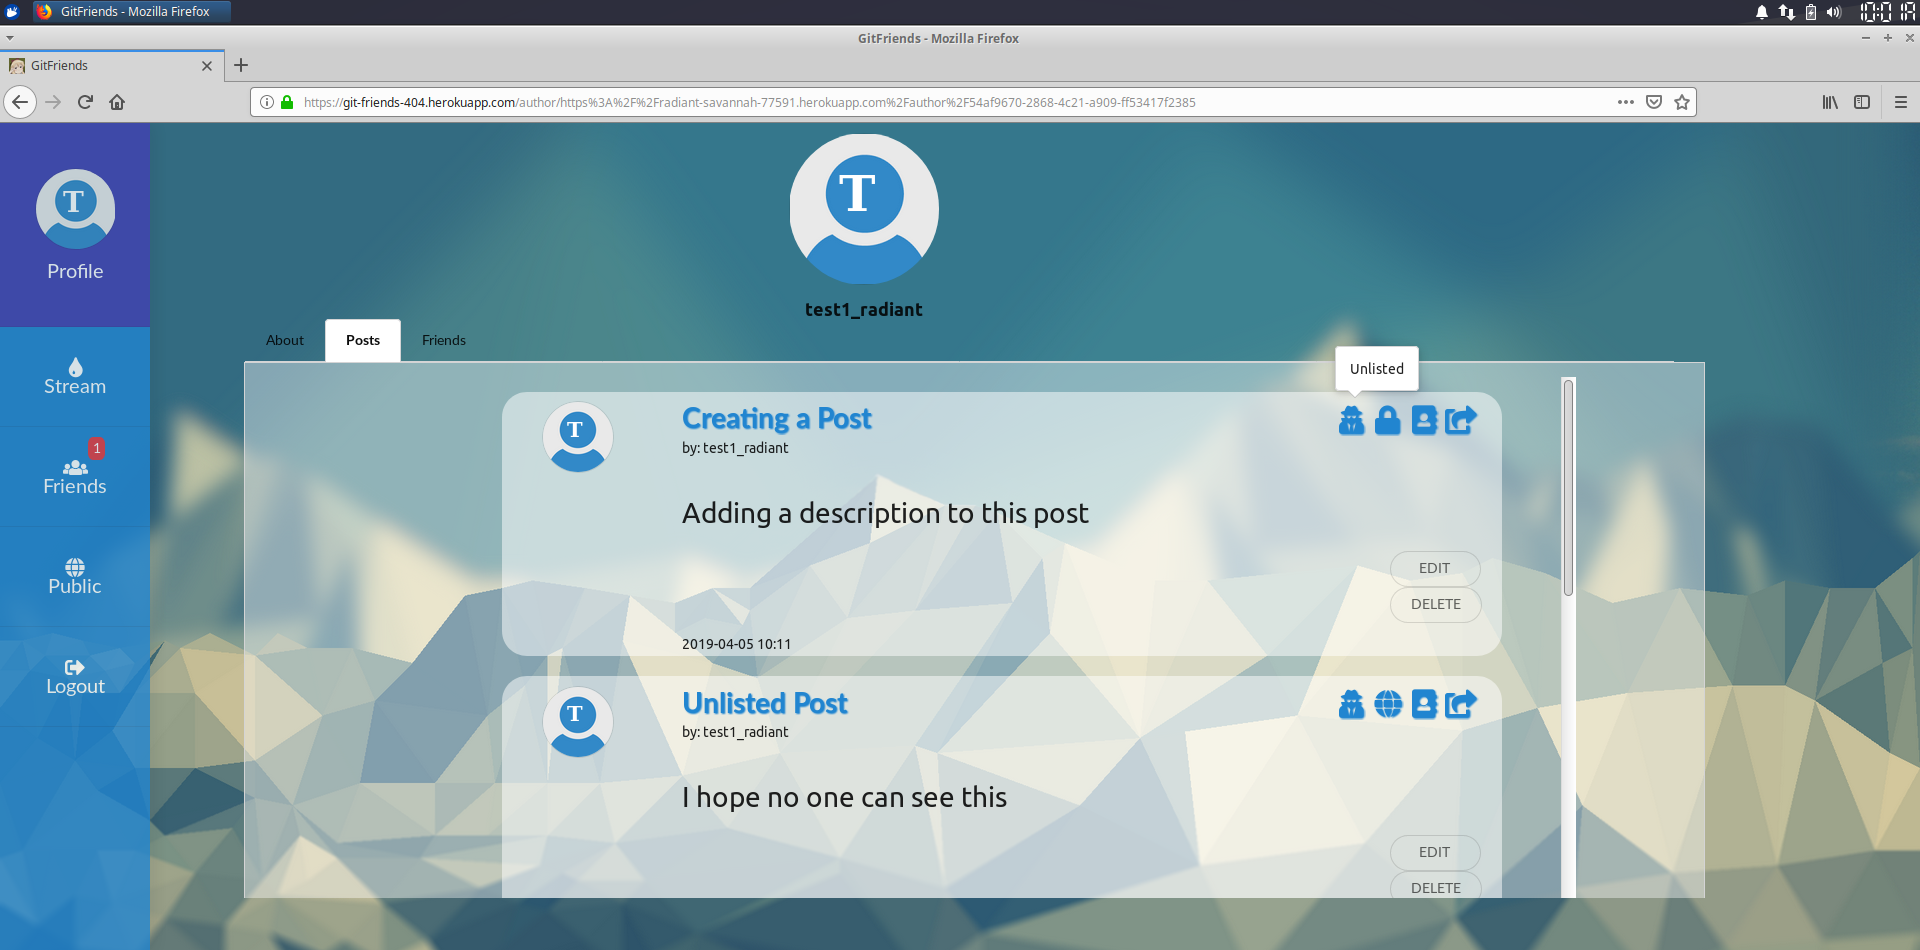 GitFriends - Mozilla Firefox
GitFriends - Mozilla Firefox
GitFriends
https://git-friends-404.herokuapp.com/author/https%3A%2F%2Fradiant-savannah-77591.herokuapp.com%2Fauthor%2F54af9670-2868-4c21-a909-ff53417f2385
T
Profile
Stream
1
Friends
Public
Logout
T
test1_radiant
About Posts Friends
Unlisted
T
Creating a Post
by: test1_radiant
Adding a description to this post
EDIT
DELETE
2019-04-05 10:11
T
Unlisted Post
by: test1_radiant
I hope no one can see this
EDIT
DELETE